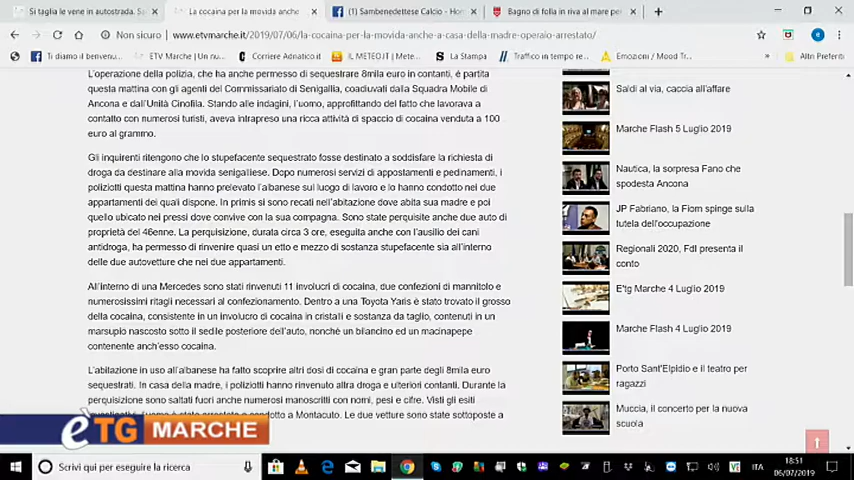 Si taglia le vene in autostrada. Sa
La cocaina per la movida anche
(1) Sambenedettese Calcio - Hom
Bagno di folla in riva al mare per
Non sicuro | www.etvmarche.it/2019/07/06/la-cocaina-per-la-movida-anche-a-casa-della-madre-operaio-arrestato/
Ti diamo il benvenuto
ETV Marche | Un nu
Corriere Adriatico.it
IL METEO.IT | Meteo
La Stampa
Traffico in tempo re
Emozioni / Mood Tra
Altri Preferiti
L'operazione della polizia, che ha anche permesso di sequestrare 8mila euro in contanti, è partita
questa mattina con gli agenti del Commissariato di Senigallia, coadiuvati dalla Squadra Mobile di
Ancona e dall'Unità Cinofila. Stando alle indagini, l'uomo, approfittando del fatto che lavorava a
contatto con numerosi turisti, aveva intrapreso una ricca attività di spaccio di cocaina venduta a 100
euro al grammo.
Gli inquirenti ritengono che lo stupefacente sequestrato fosse destinato a soddisfare la richiesta di
droga da destinare alla movida senigalliese. Dopo numerosi servizi di appostamenti e pedinamenti, i
poliziotti questa mattina hanno prelevato l'albanese sul luogo di lavoro e lo hanno condotto nei due
appartamenti dei quali dispone. In primis si sono recati nell'abitazione dove abita sua madre e poi
quello ubicato nei pressi dove convive con la sua compagna. Sono state perquisite anche due auto di
proprietà del 46enne. La perquisizione, durata circa 3 ore, eseguita anche con l'ausilio dei cani
antidroga, ha permesso di rinvenire quasi un etto e mezzo di sostanza stupefacente sia all'interno
delle due autovetture che nei due appartamenti.
All'interno di una Mercedes sono stati rinvenuti 11 involucri di cocaina, due confezioni di mannitolo e
numerosissimi ritagli necessari al confezionamento. Dentro a una Toyota Yaris è stato trovato il grosso
della cocaina, consistente in un involucro di cocaina in cristalli e sostanza da taglio, contenuti in un
marsupio nascosto sotto il sedile posteriore dell'auto, nonchè un bilancino ed un macinapepe
contenente anch'esso cocaina.
L'abitazione in uso all'albanese ha fatto scoprire altri dosi di cocaina e gran parte degli 8mila euro
sequestrati. In casa della madre, i poliziotti hanno rinvenuto altra droga e ulteriori contanti. Durante la
perquisizione sono saltati fuori anche numerosi manoscritti con nomi, pesi e cifre. Visti gli esiti
investigativi, l'uomo è stato arrestato e condotto a Montacuto. Le due vetture sono state sottoposte a
Saldi al via, caccia all'affare
Marche Flash 5 Luglio 2019
Nautica, la sorpresa Fano che
spodesta Ancona
JP Fabriano, la Fiom spinge sulla
tutela dell'occupazione
Regionali 2020, FdI presenta il
conto
E'tg Marche 4 Luglio 2019
Marche Flash 4 Luglio 2019
Porto Sant'Elpidio e il teatro per
ragazzi
Muccia, il concerto per la nuova
scuola
èTG MARCHE
Scrivi qui per eseguire la ricerca
ITA
18:51
06/07/2019